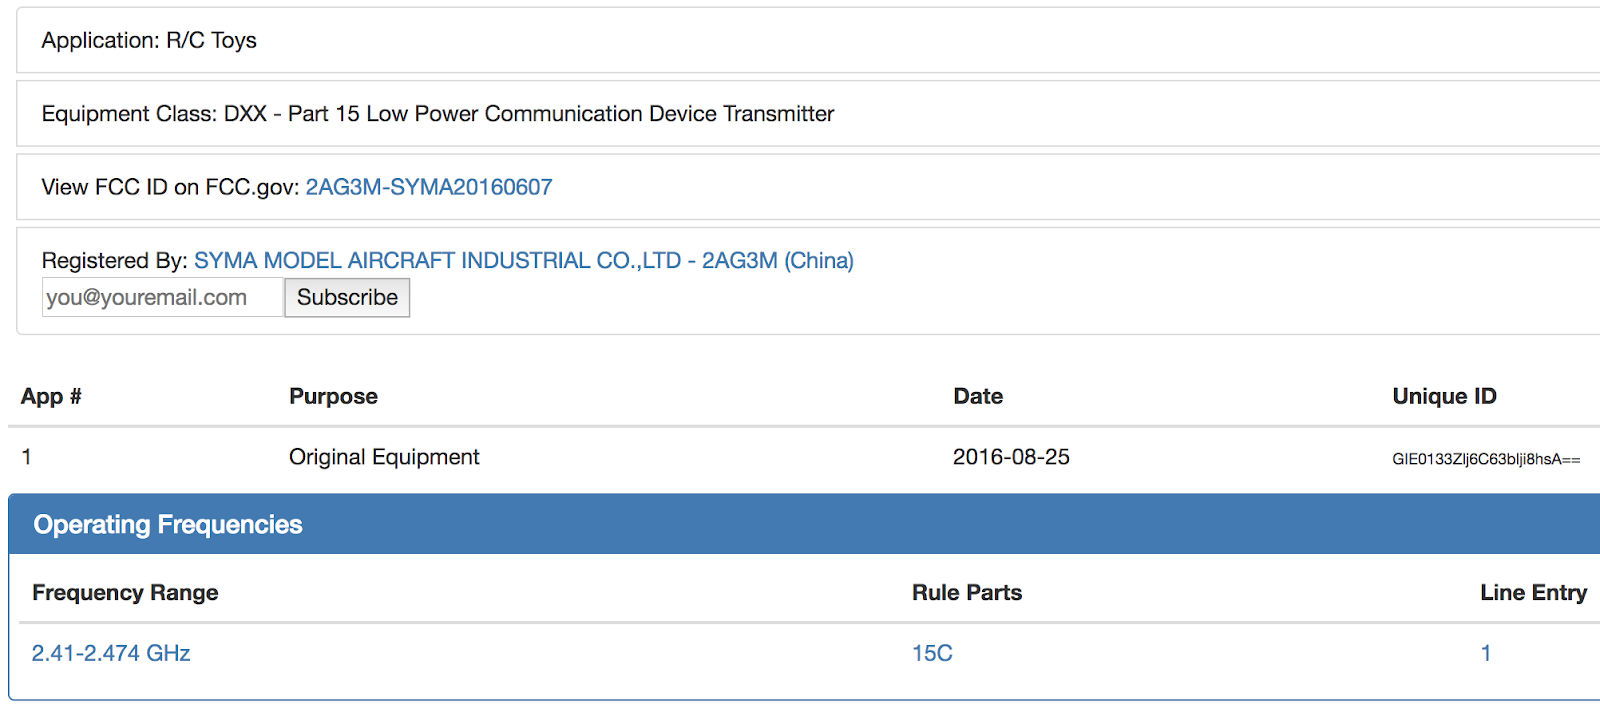 Application: R/C Toys
Equipment Class: DXX - Part 15 Low Power Communication Device Transmitter
View FCC ID on FCC.gov: 2AG3M-SYMA20160607
Registered By: SYMA MODEL AIRCRAFT INDUSTRIAL CO.,LTD - 2AG3M (China)
you@youremail.com Subscribe
App # Purpose Date Unique ID
1 Original Equipment 2016-08-25 GIE0133Zlj6C63blji8hsA==
Operating Frequencies
Frequency Range Rule Parts Line Entry
2.41-2.474 GHz 15C 1